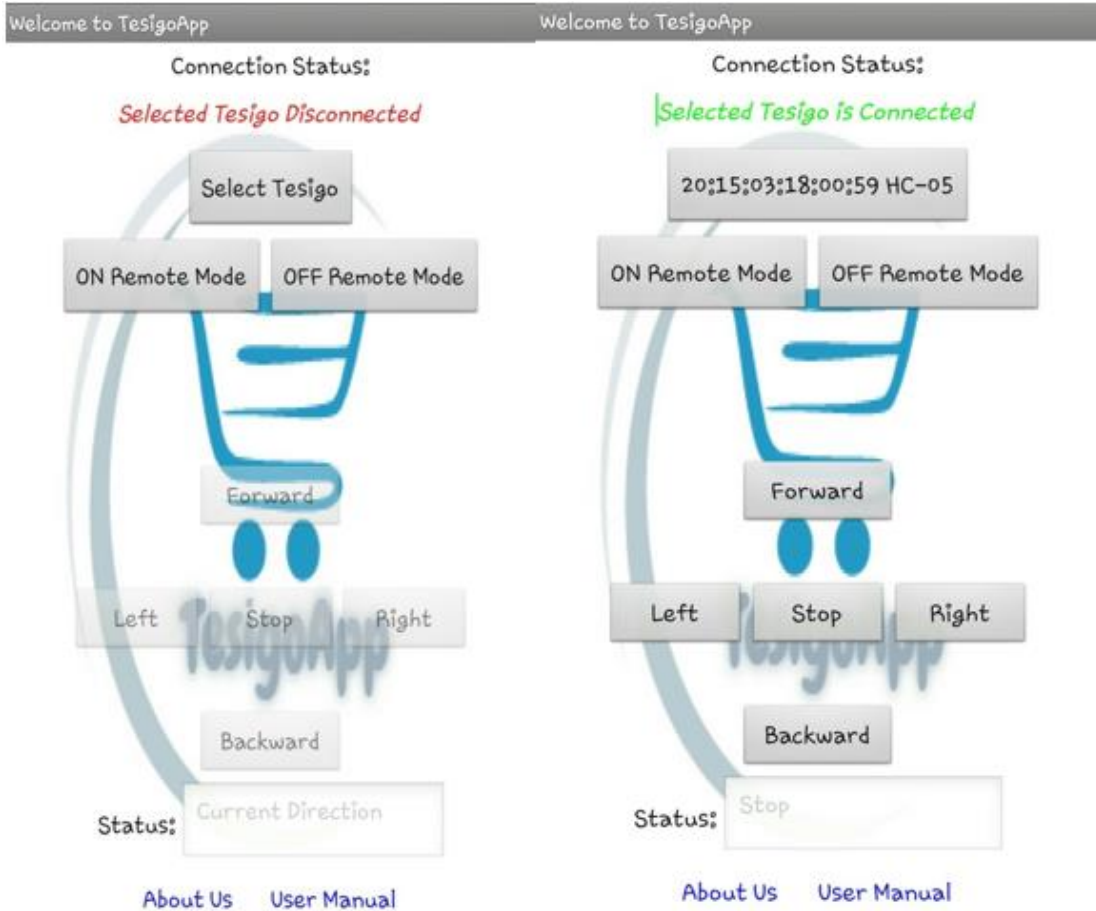 Welcome to TesigoApp
Connection Status:
Selected Tesigo Disconnected
Select Tesigo
ON Remote Mode OFF Remote Mode
Forward
Left Stop Right
TesigoApp
Backward
Status: Current Direction
About Us User Manual
Welcome to TesigoApp
Connection Status:
Selected Tesigo is Connected
20:15:03:18:00:59 HC-05
ON Remote Mode OFF Remote Mode
Forward
Left Stop Right
TesigoApp
Backward
Status: Stop
About Us User Manual